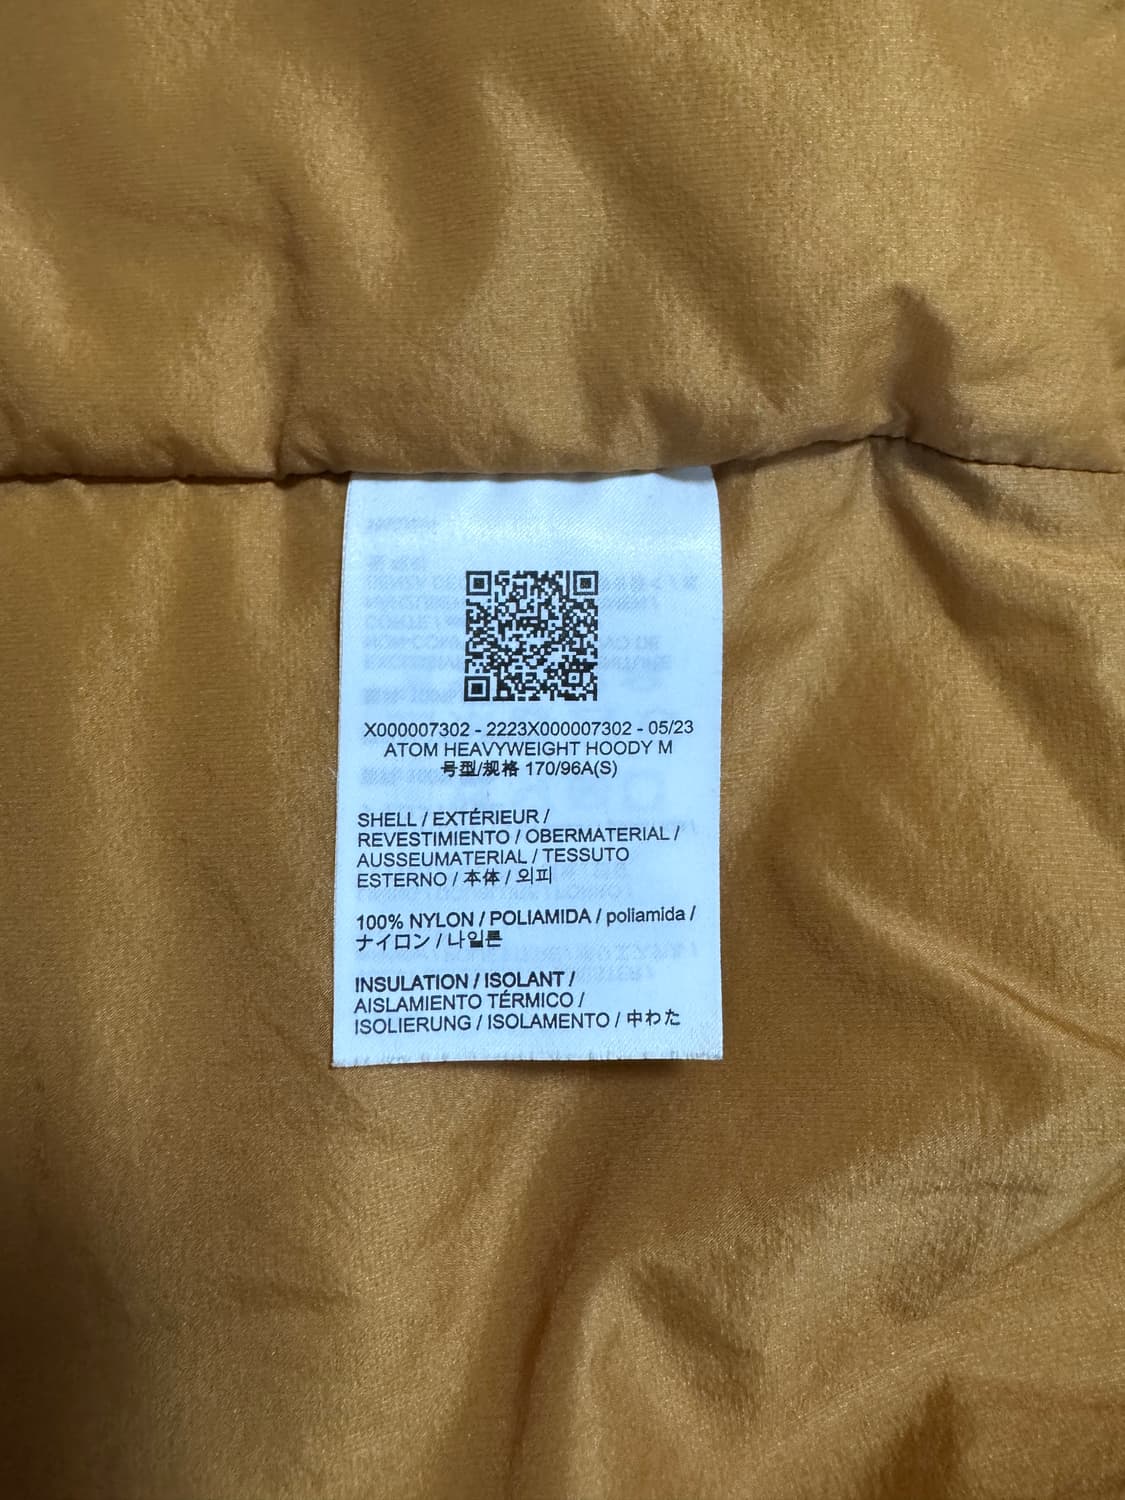 X000007302 - 2223X000007302 - 05/23
ATOM HEAVYWEIGHT HOODY M
号型/规格 170/96A(S)
SHELL / EXTÉRIEUR /
REVESTIMIENTO / OBERMATERIAL /
AUSSEUMATERIAL / TESSUTO
ESTERNO / 本体 / 외피
100% NYLON / POLIAMIDA / poliamida /
ナイロン / 나일론
INSULATION / ISOLANT /
AISLAMIENTO TÉRMICO /
ISOLIERUNG / ISOLAMENTO / 中わた